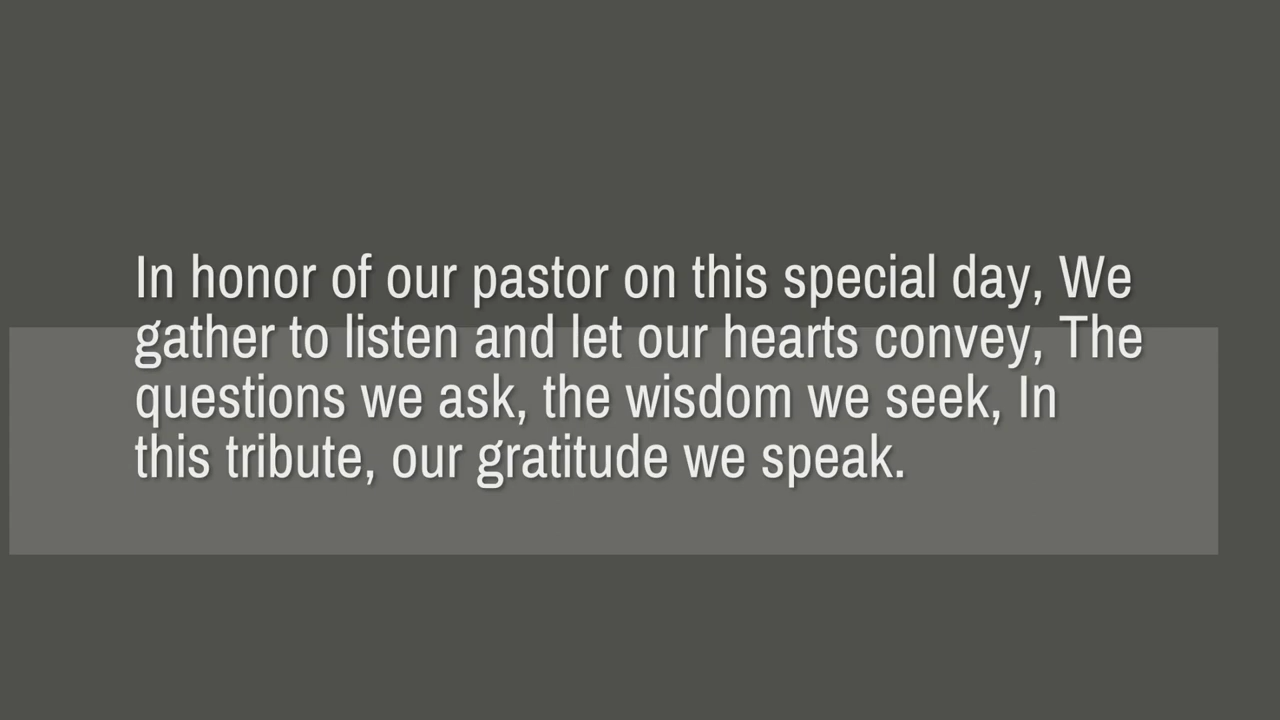 In honor of our pastor on this special day, We
gather to listen and let our hearts convey, The
questions we ask, the wisdom we seek, In
this tribute, our gratitude we speak.